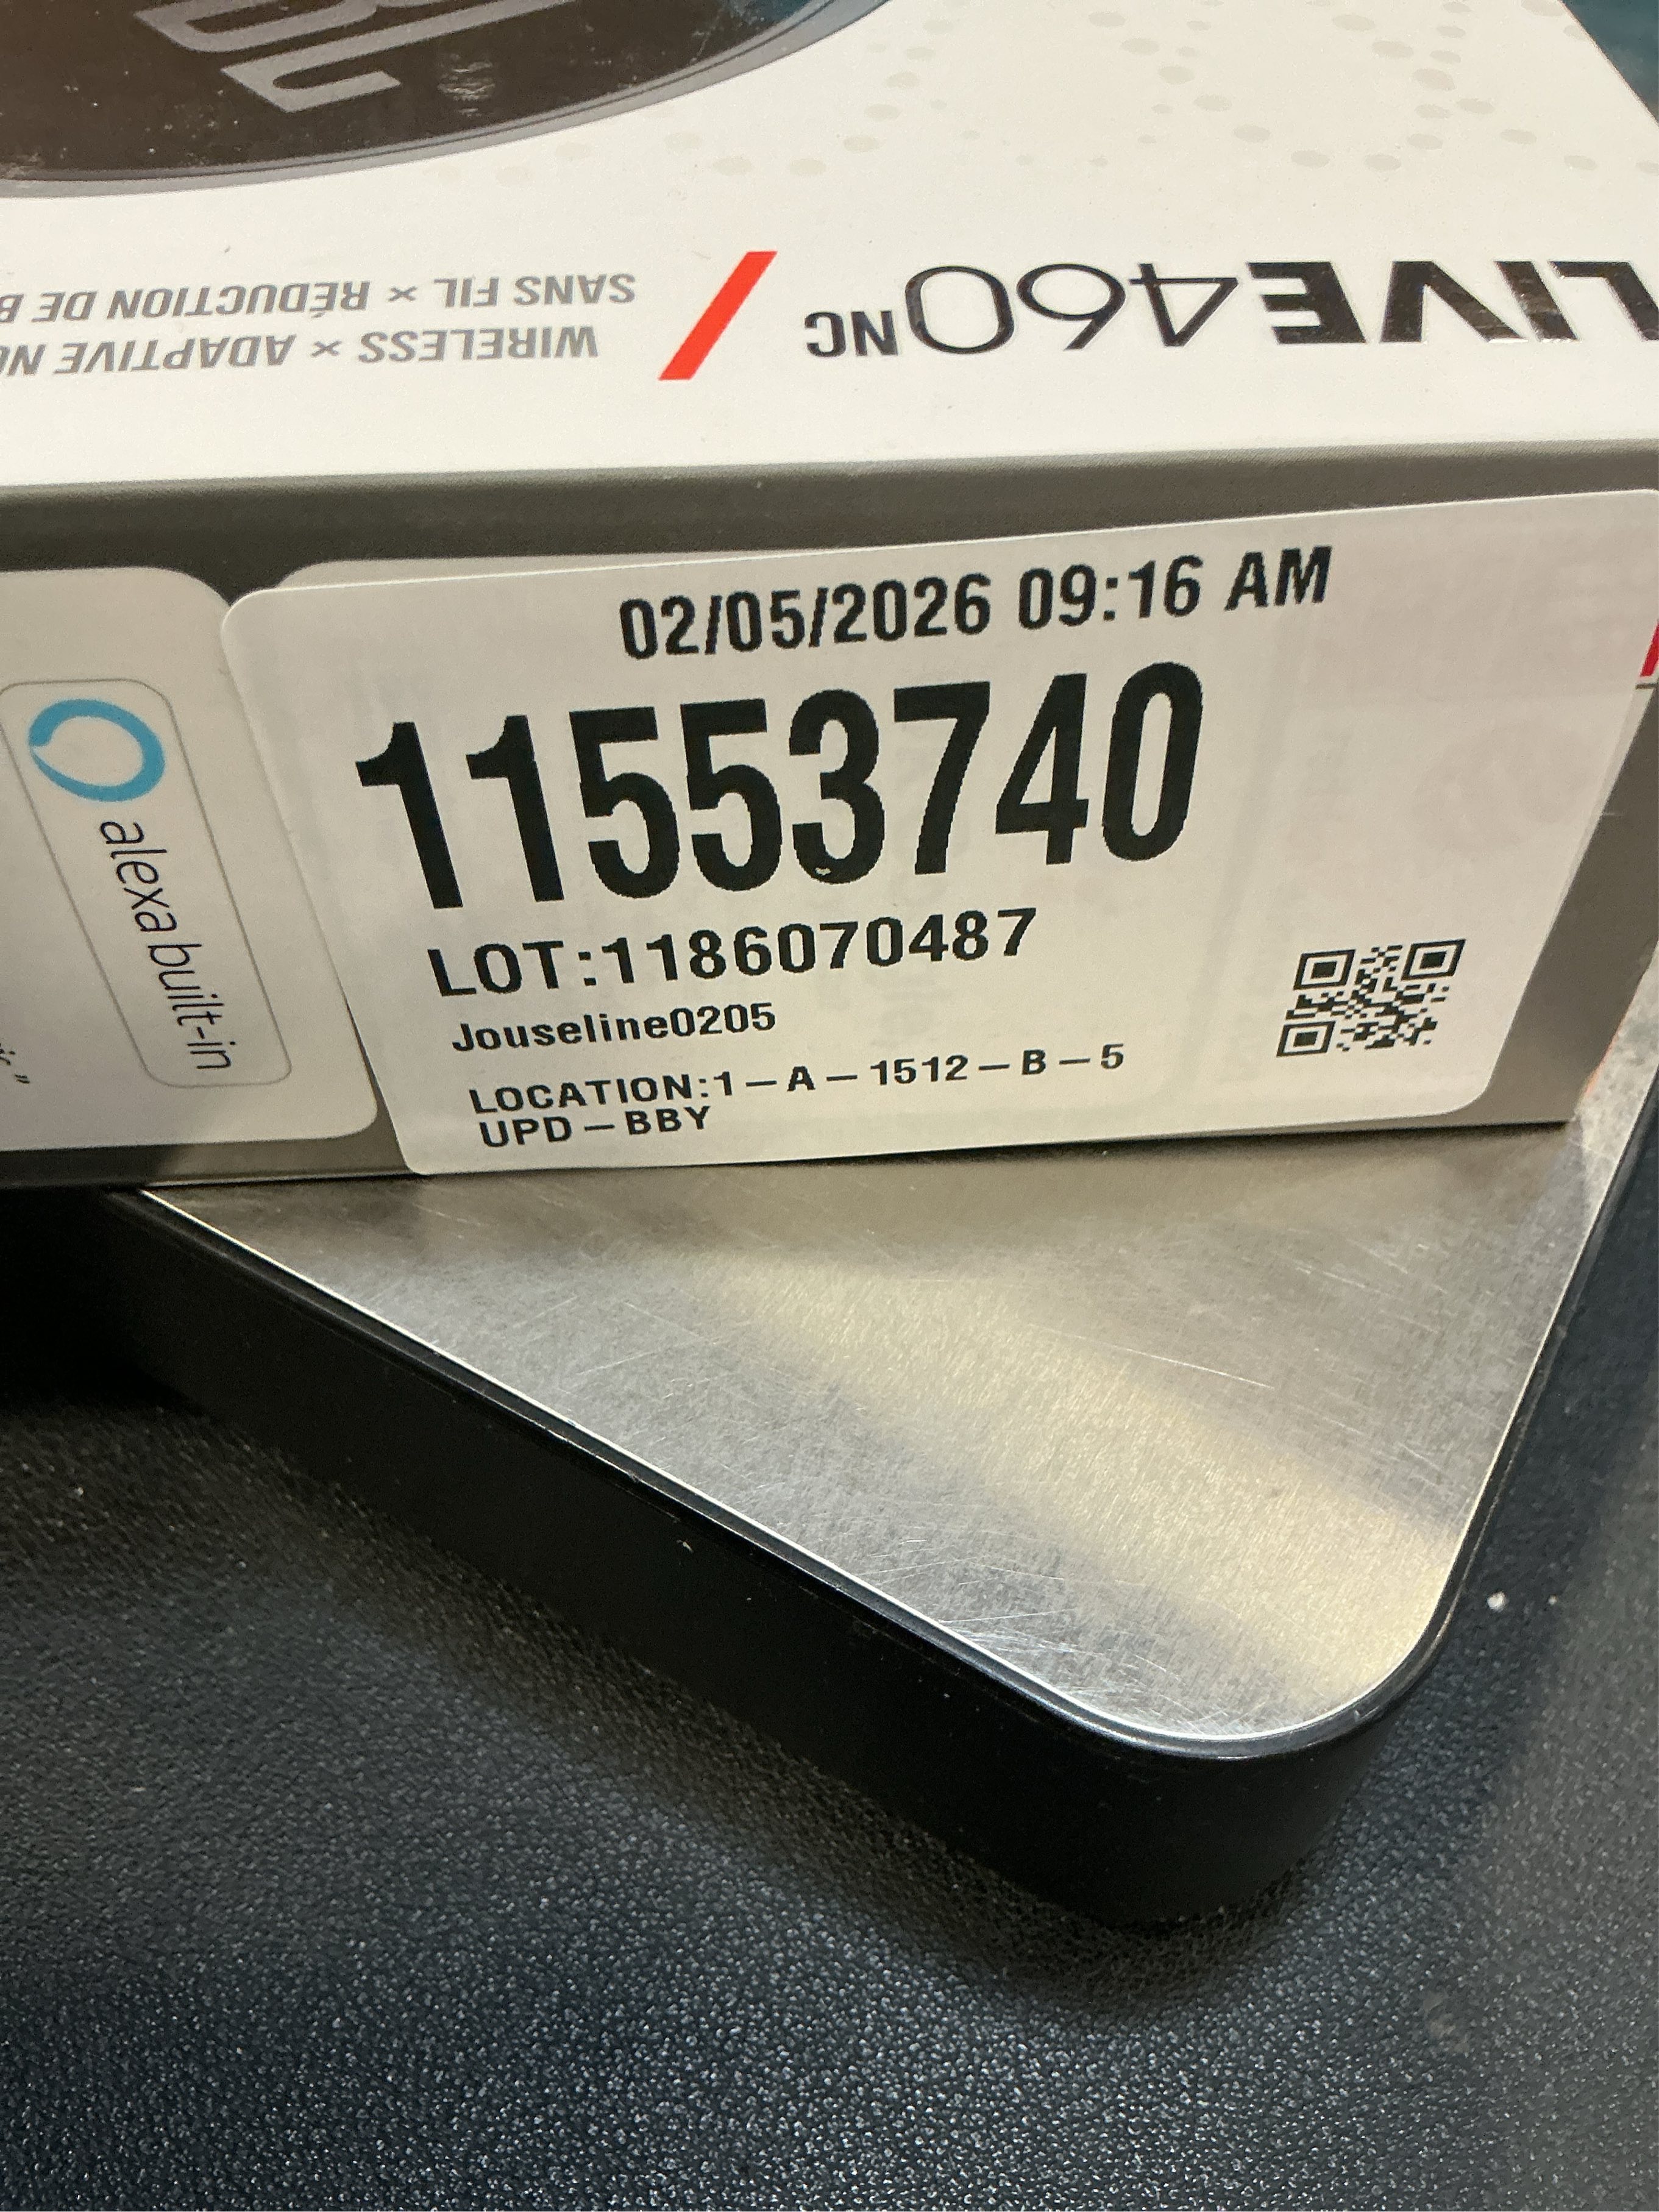 JBL
LIVE460NC
WIRELESS × ADAPTIVE
SANS FIL × RÉDUCTION DE
02/05/2026 09:16 AM
11553740
LOT:1186070487
Jouseline0205
LOCATION:1-A-1512-B-5
UPD-BBY
alexa built-in